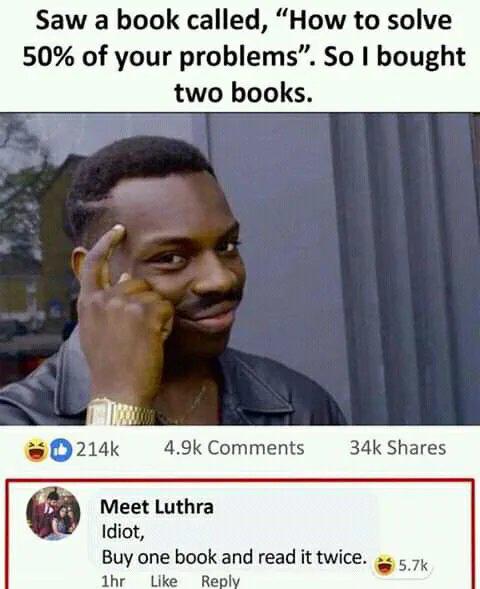 Saw a book called, “How to solve
50% of your problems”. So I bought
two books.
214k 4.9k Comments 34k Shares
Meet Luthra
Idiot,
Buy one book and read it twice. 5.7k
1hr Like Reply